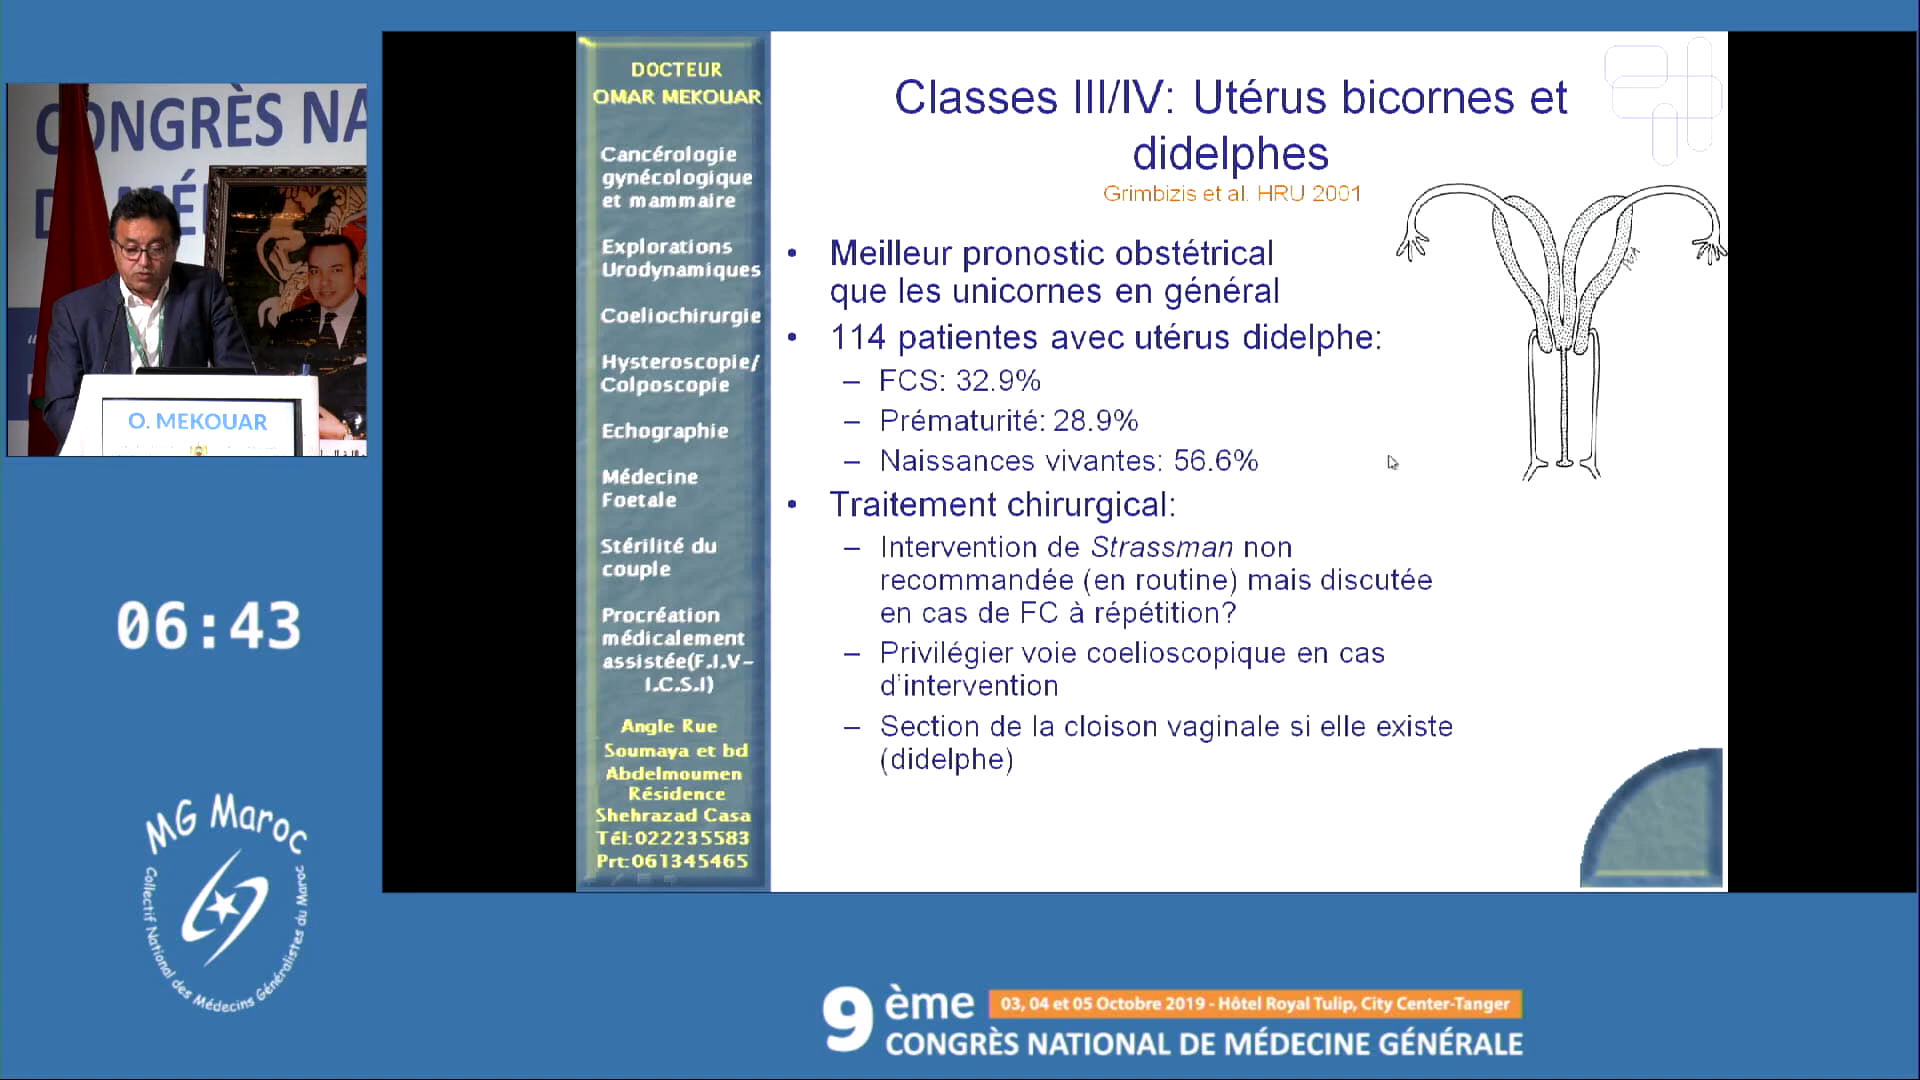 CONGRÈS NA
O. MEKOUAR
06:43
MG Maroc
Collectif National des Médecins Généralistes du Maroc
DOCTEUR
OMAR MEKOUAR
Cancérologie
gynécologique
et mammaire
Explorations
Urodynamiques
Coeliochirurgie
Hysteroscopie/
Colposcopie
Echographie
Médecine
Foetale
Stérilité du
couple
Procréation
médicalement
assistée(F.I.V-
I.C.S.I)
Angle Rue
Soumaya et bd
Abdelmoumen
Résidence
Shehrazad Casa
Tél:022235583
Prt:061345465
Classes III/IV: Utérus bicornes et
didelphes
Grimbizis et al. HRU 2001
• Meilleur pronostic obstétrical
que les unicornes en général
• 114 patientes avec utérus didelphe:
– FCS: 32.9%
– Prématurité: 28.9%
– Naissances vivantes: 56.6%
• Traitement chirurgical:
– Intervention de Strassman non
recommandée (en routine) mais discutée
en cas de FC à répétition?
– Privilégier voie coelioscopique en cas
d'intervention
– Section de la cloison vaginale si elle existe
(didelphe)
9 ème
03, 04 et 05 Octobre 2019 - Hôtel Royal Tulip, City Center-Tanger
CONGRÈS NATIONAL DE MÉDECINE GÉNÉRALE